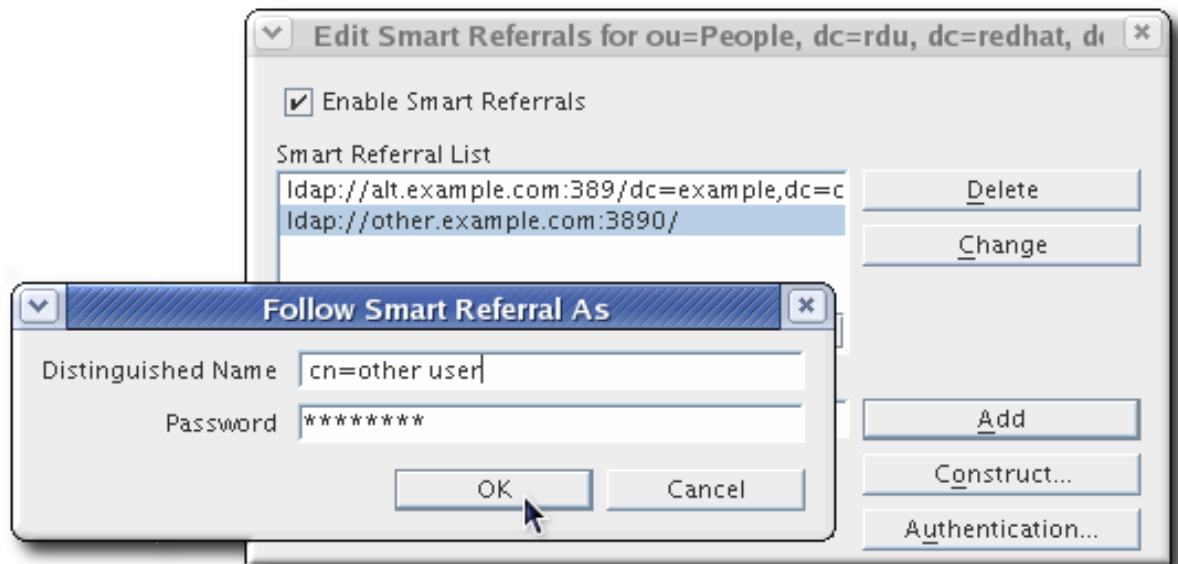 Edit Smart Referrals for ou=People, dc=rdu, dc=redhat,
Enable Smart Referrals
Smart Referral List
ldap://alt.example.com:389/dc=example,dc=c
ldap://other.example.com:3890/
Delete
Change
Follow Smart Referral As
Distinguished Name cn=other user
Password ********
OK Cancel
Add
Construct...
Authentication...